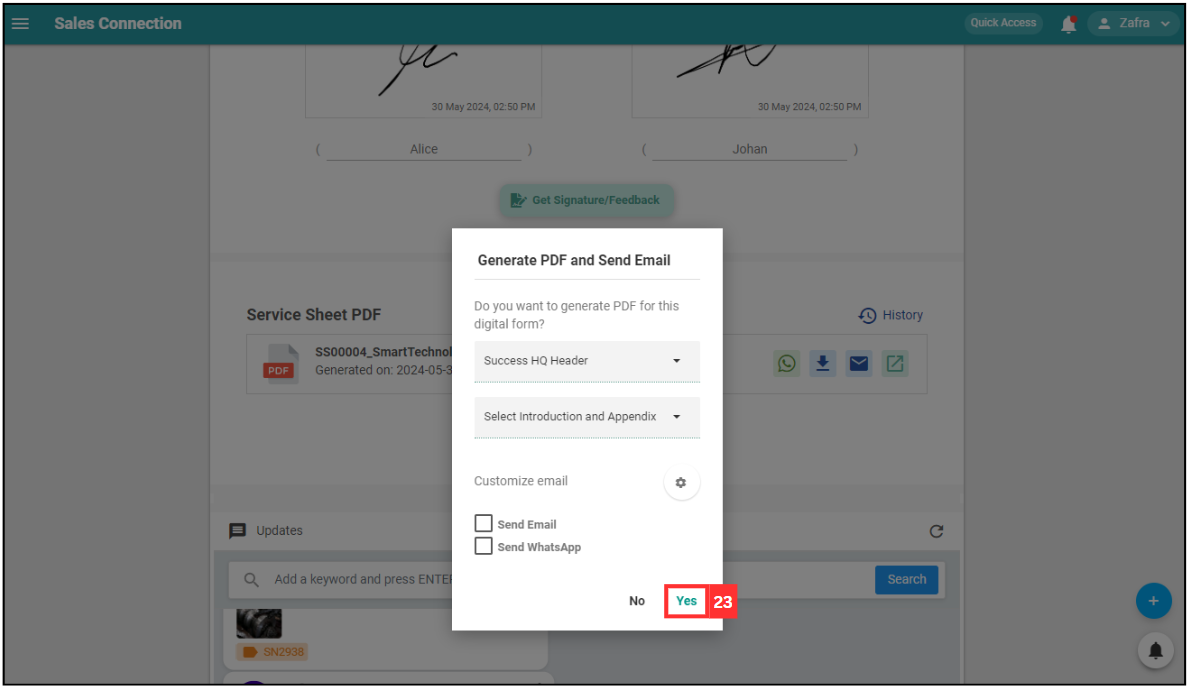 Sales Connection
Quick Access
Zafra
30 May 2024, 02:50 PM
30 May 2024, 02:50 PM
( Alice )
( Johan )
Get Signature/Feedback
Generate PDF and Send Email
Do you want to generate PDF for this
digital form?
Success HQ Header
Select Introduction and Appendix
Customize email
Send Email
Send WhatsApp
No
Yes
23
Service Sheet PDF
History
PDF
SS00004_SmartTechnol
Generated on: 2024-05-3
Updates
Add a keyword and press ENTE
Search
SN2938
+